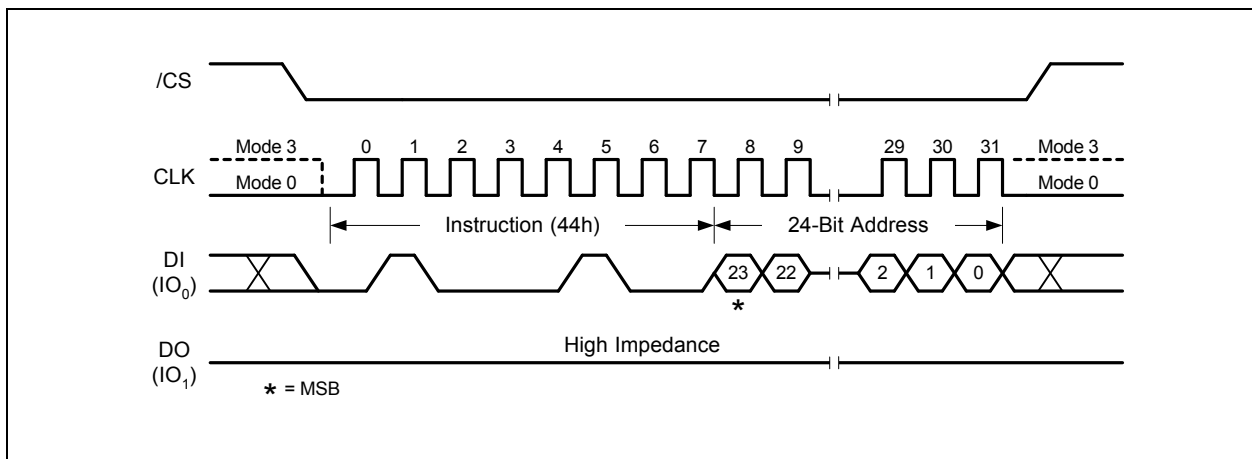 /CS
Mode 3 0 1 2 3 4 5 6 7 8 9 29 30 31 Mode 3
CLK Mode 0 Mode 0
Instruction (44h) 24-Bit Address
DI
(IO0) 23 22 2 1 0
*
DO High Impedance
(IO1)
* = MSB